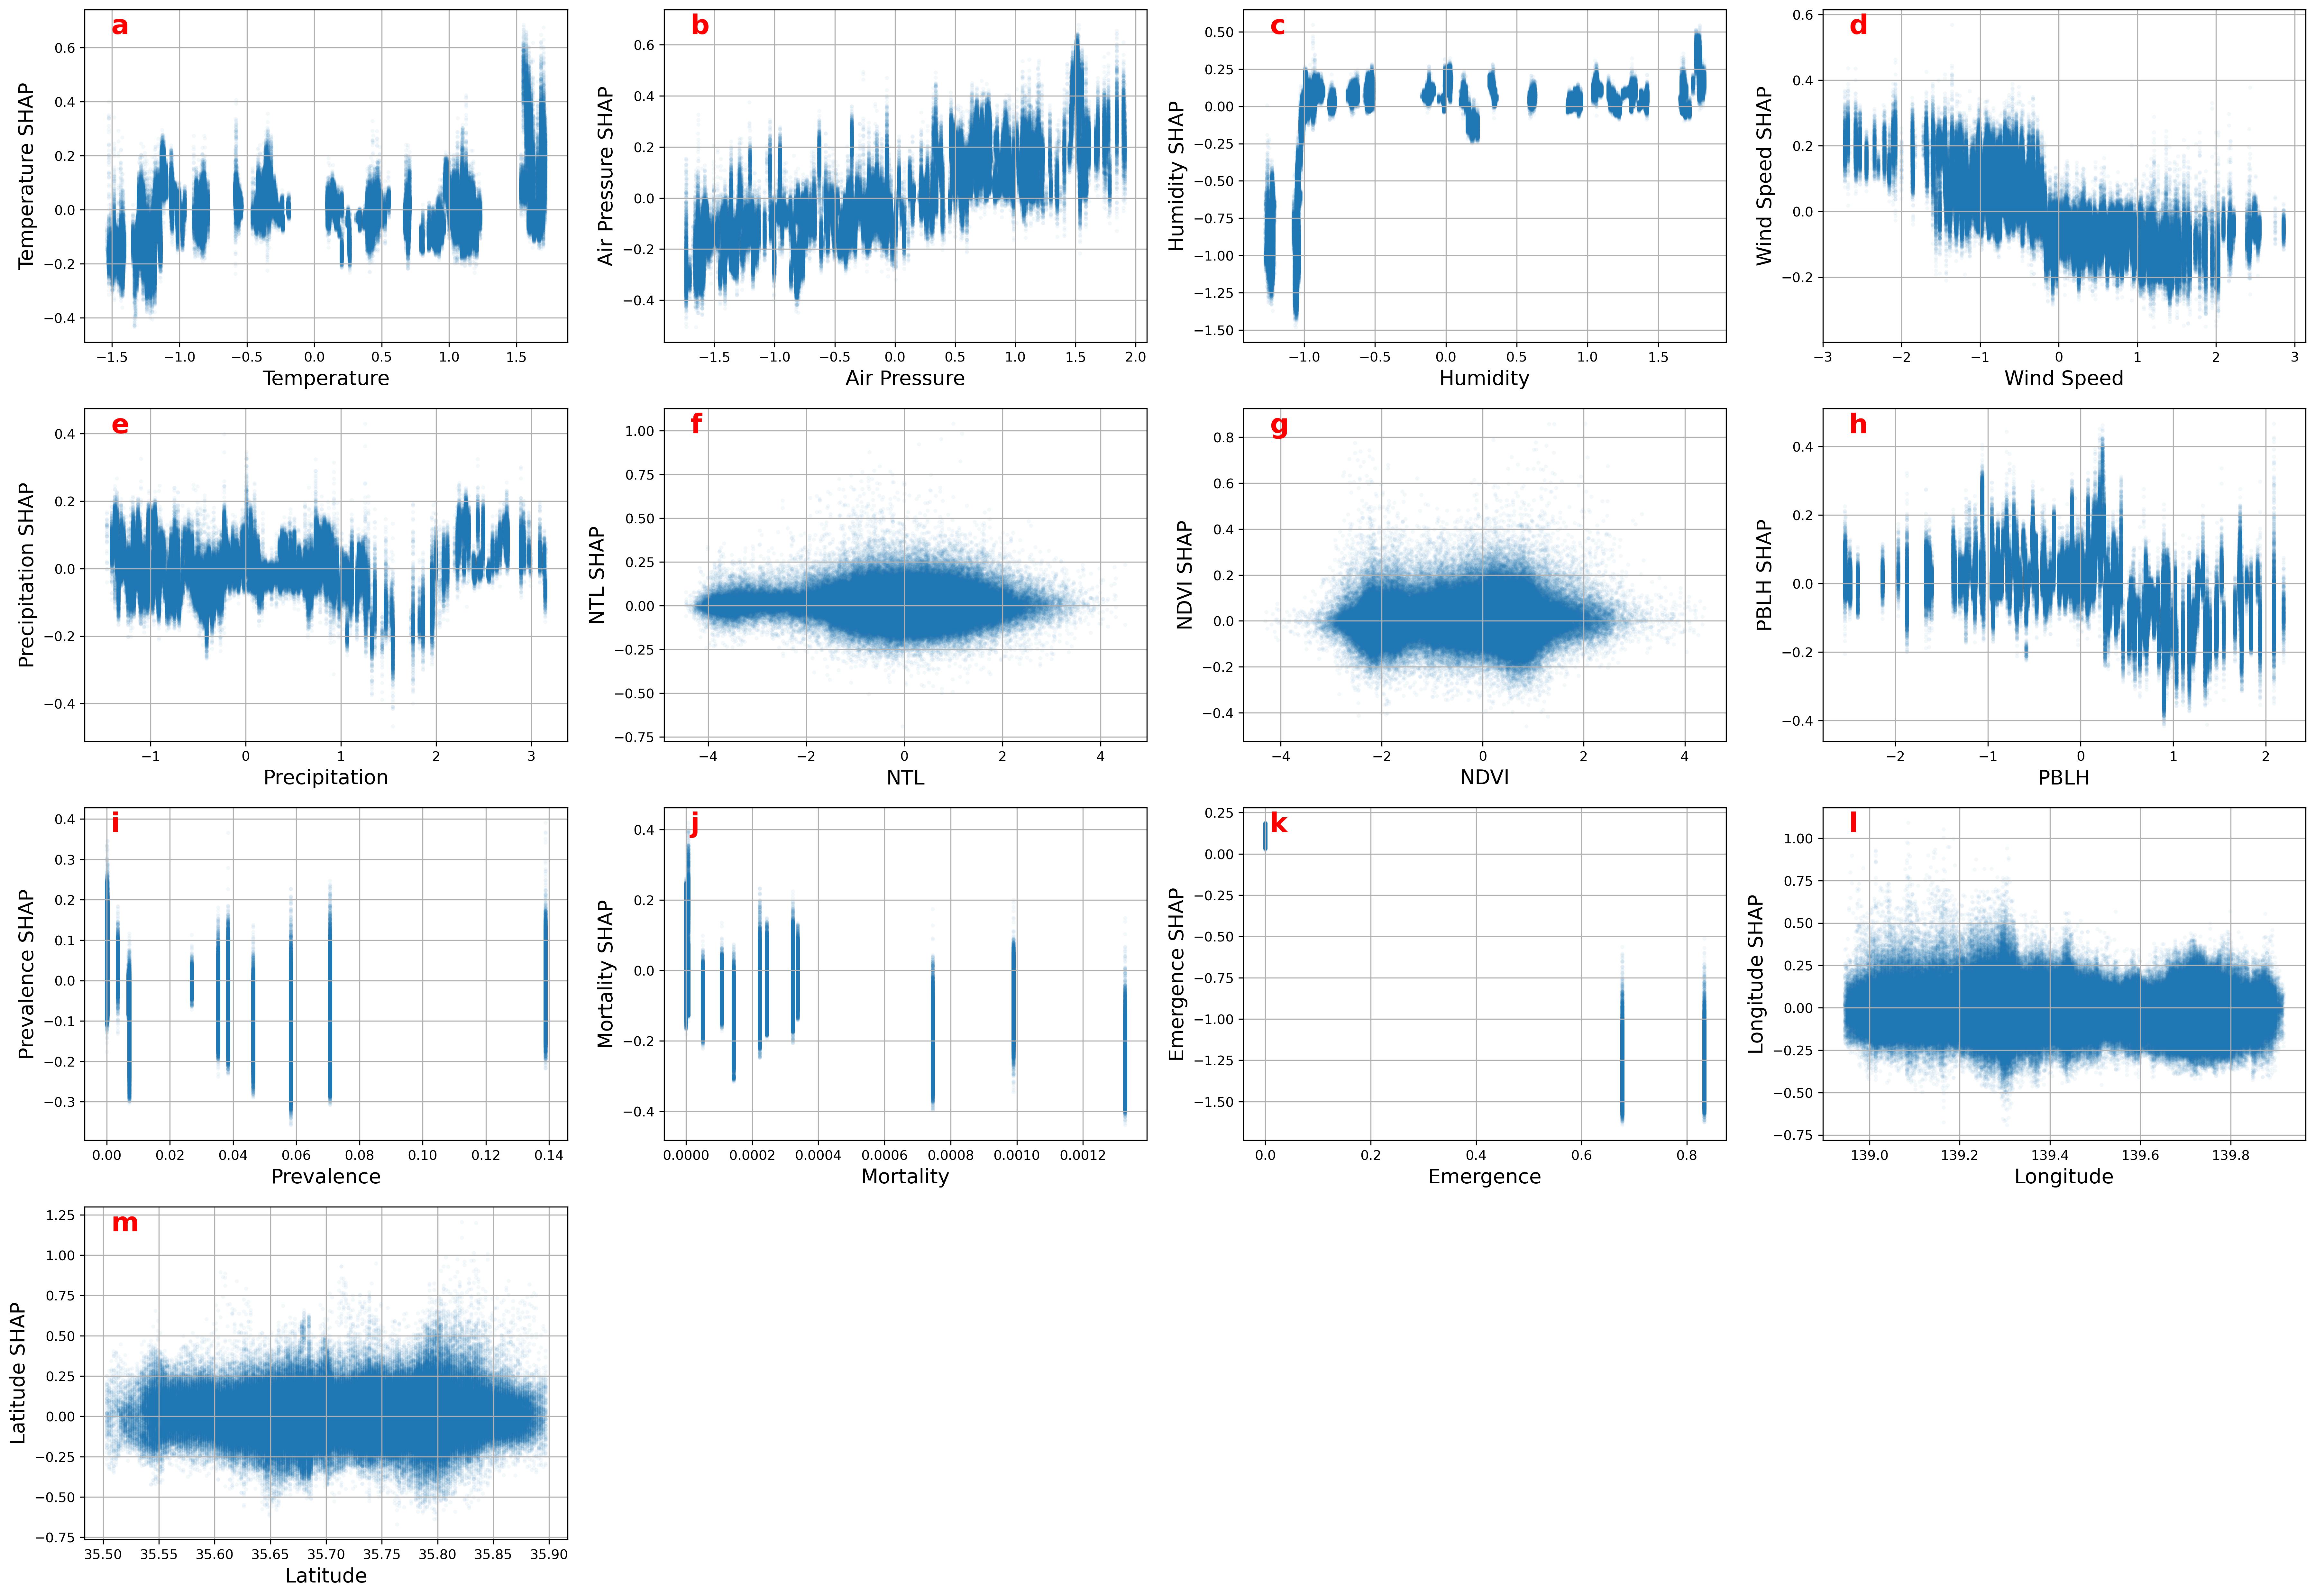 a
Temperature SHAP
0.6
0.4
0.2
0.0
−0.2
−0.4
−1.5 −1.0 −0.5 0.0 0.5 1.0 1.5
Temperature
b
Air Pressure SHAP
0.6
0.4
0.2
0.0
−0.2
−0.4
−1.5 −1.0 −0.5 0.0 0.5 1.0 1.5 2.0
Air Pressure
c
Humidity SHAP
0.50
0.25
0.00
−0.25
−0.50
−0.75
−1.00
−1.25
−1.50
−1.0 −0.5 0.0 0.5 1.0 1.5
Humidity
d
Wind Speed SHAP
0.6
0.4
0.2
0.0
−0.2
−3 −2 −1 0 1 2 3
Wind Speed
e
Precipitation SHAP
0.4
0.2
0.0
−0.2
−0.4
−1 0 1 2 3
Precipitation
f
NTL SHAP
1.00
0.75
0.50
0.25
0.00
−0.25
−0.50
−0.75
−4 −2 0 2 4
NTL
g
NDVI SHAP
0.8
0.6
0.4
0.2
0.0
−0.2
−0.4
−4 −2 0 2 4
NDVI
h
PBLH SHAP
0.4
0.2
0.0
−0.2
−0.4
−2 −1 0 1 2
PBLH
i
Prevalence SHAP
0.4
0.3
0.2
0.1
0.0
−0.1
−0.2
−0.3
0.00 0.02 0.04 0.06 0.08 0.10 0.12 0.14
Prevalence
j
Mortality SHAP
0.4
0.2
0.0
−0.2
−0.4
0.0000 0.0002 0.0004 0.0006 0.0008 0.0010 0.0012
Mortality
k
Emergence SHAP
0.25
0.00
−0.25
−0.50
−0.75
−1.00
−1.25
−1.50
0.0 0.2 0.4 0.6 0.8
Emergence
l
Longitude SHAP
1.00
0.75
0.50
0.25
0.00
−0.25
−0.50
−0.75
139.0 139.2 139.4 139.6 139.8
Longitude
m
Latitude SHAP
1.25
1.00
0.75
0.50
0.25
0.00
−0.25
−0.50
−0.75
35.50 35.55 35.60 35.65 35.70 35.75 35.80 35.85 35.90
Latitude